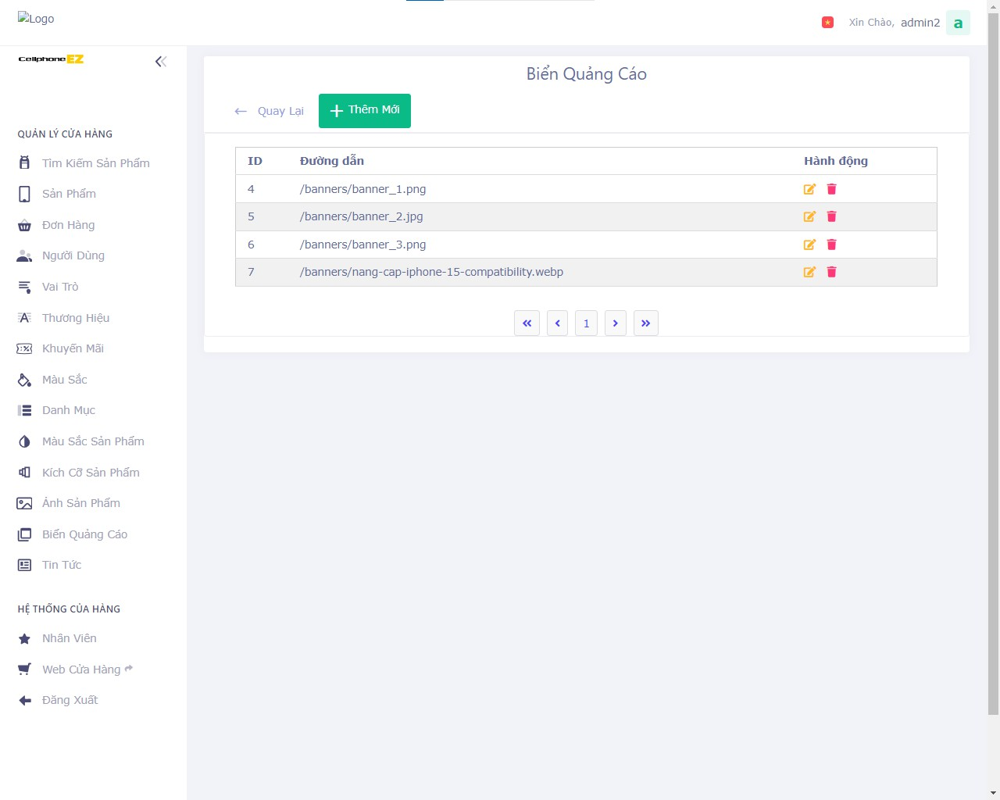 Logo
Xin Chào, admin2 a
CellphoneEZ
Biển Quảng Cáo
Quay Lại
Thêm Mới
QUẢN LÝ CỬA HÀNG
Tìm Kiếm Sản Phẩm
Sản Phẩm
Đơn Hàng
Người Dùng
Vai Trò
Thương Hiệu
Khuyến Mãi
Màu Sắc
Danh Mục
Màu Sắc Sản Phẩm
Kích Cỡ Sản Phẩm
Ảnh Sản Phẩm
Biển Quảng Cáo
Tin Tức
HỆ THỐNG CỦA HÀNG
Nhân Viên
Web Cửa Hàng
Đăng Xuất
ID Đường dẫn Hành động
4 /banners/banner_1.png
5 /banners/banner_2.jpg
6 /banners/banner_3.png
7 /banners/nang-cap-iphone-15-compatibility.webp
1